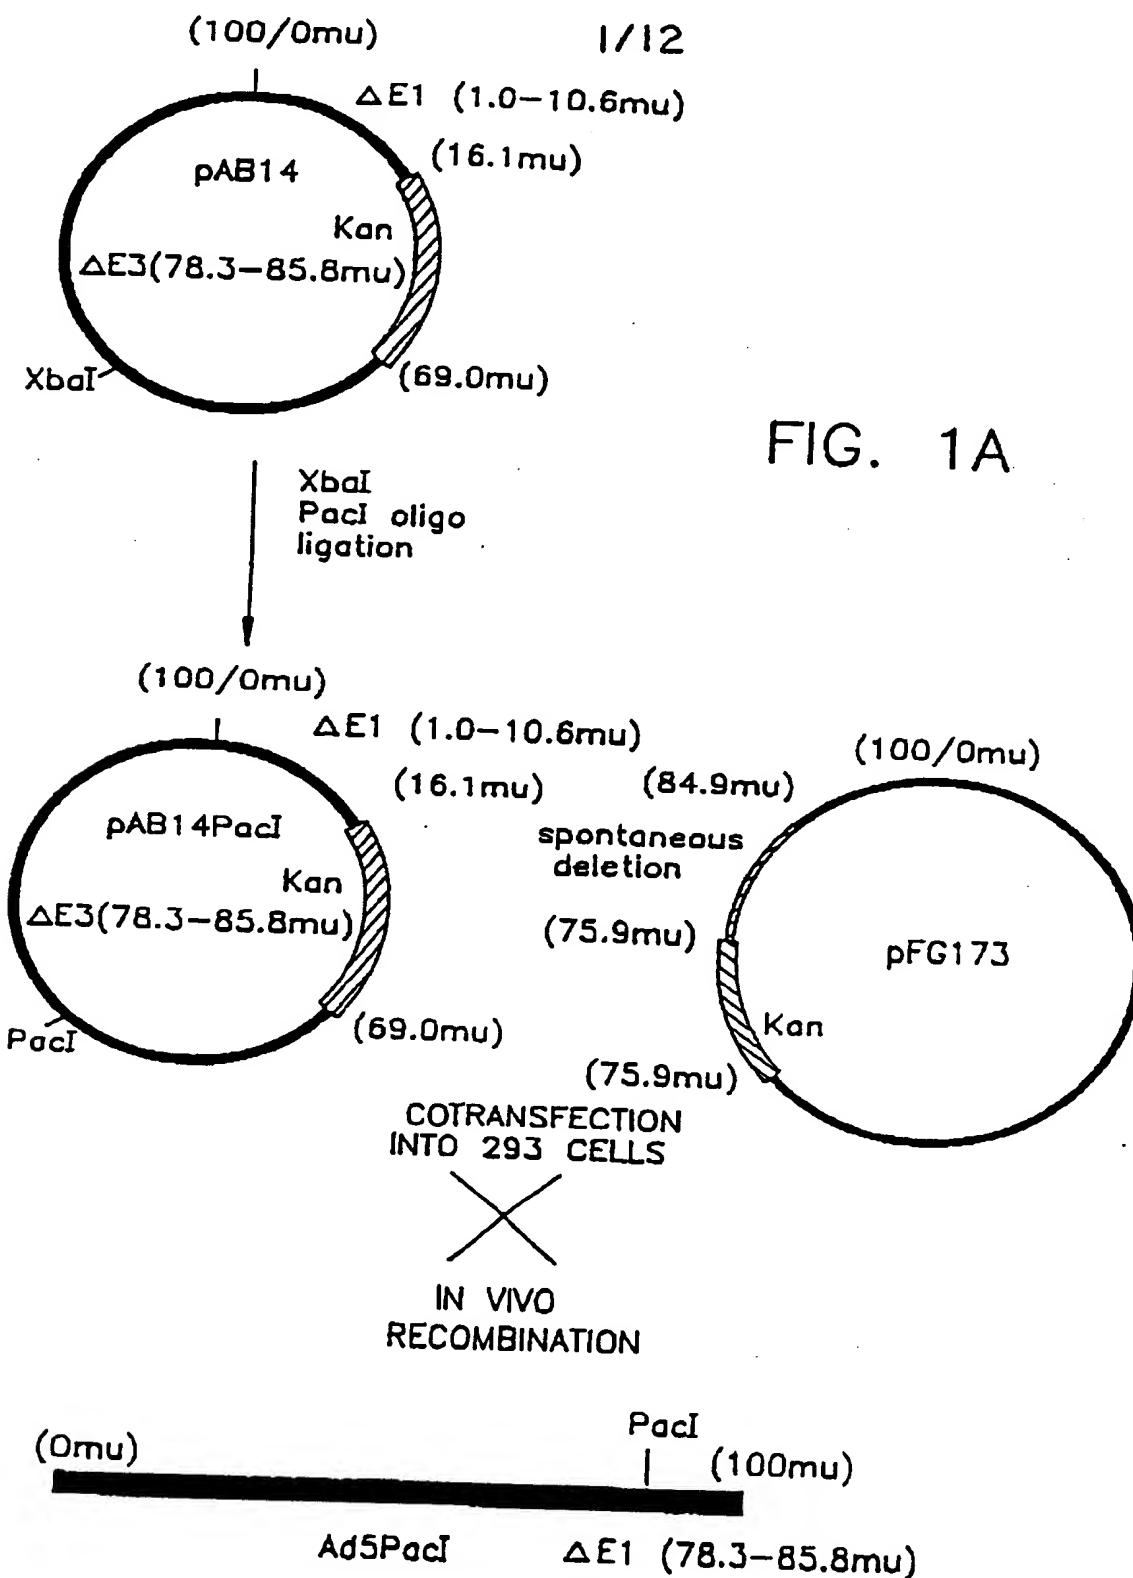 (100/0mu)
1/12
ΔE1 (1.0-10.6mu)
(16.1mu)
pAB14
Kan
ΔE3(78.3-85.8mu)
XbaI
(69.0mu)
FIG. 1A
XbaI
PacI oligo
ligation
(100/0mu)
ΔE1 (1.0-10.6mu)
(16.1mu)
pAB14PacI
Kan
ΔE3(78.3-85.8mu)
PacI
(69.0mu)
(100/0mu)
(84.9mu)
spontaneous
deletion
(75.9mu)
pFG173
Kan
(75.9mu)
COTRANSFECTION
INTO 293 CELLS
IN VIVO
RECOMBINATION
(0mu)
PacI
(100mu)
Ad5PacI
ΔE1 (78.3-85.8mu)